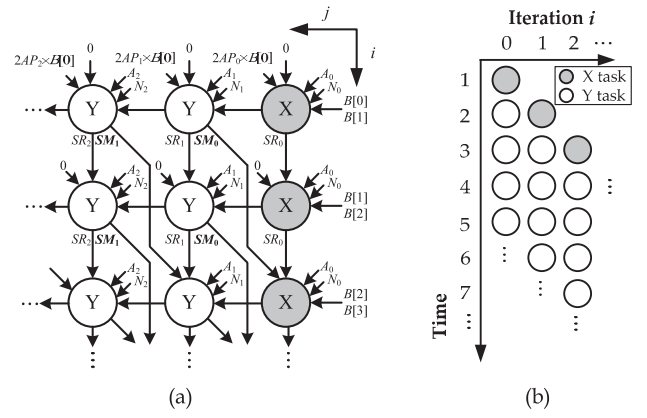 j
i
2AP2×B[0] 0 2AP1×B[0] 0 2AP0×B[0] 0
A2 N2 A1 N1 A0 N0
Y Y X
B[0]
B[1]
...
SR2 SM1 SR1 SM0 SR0
0 A2 N2 0 A1 N1 A0 N0
Y Y X
B[1]
B[2]
...
SR2 SM1 SR1 SM0 SR0
A2 N2 A1 N1 A0 N0
Y Y X
B[2]
B[3]
...
... ... ...
(a)
Iteration i
0 1 2 ...
X task
Y task
1
2
3
4 ...
5
6
7
...
Time
(b)